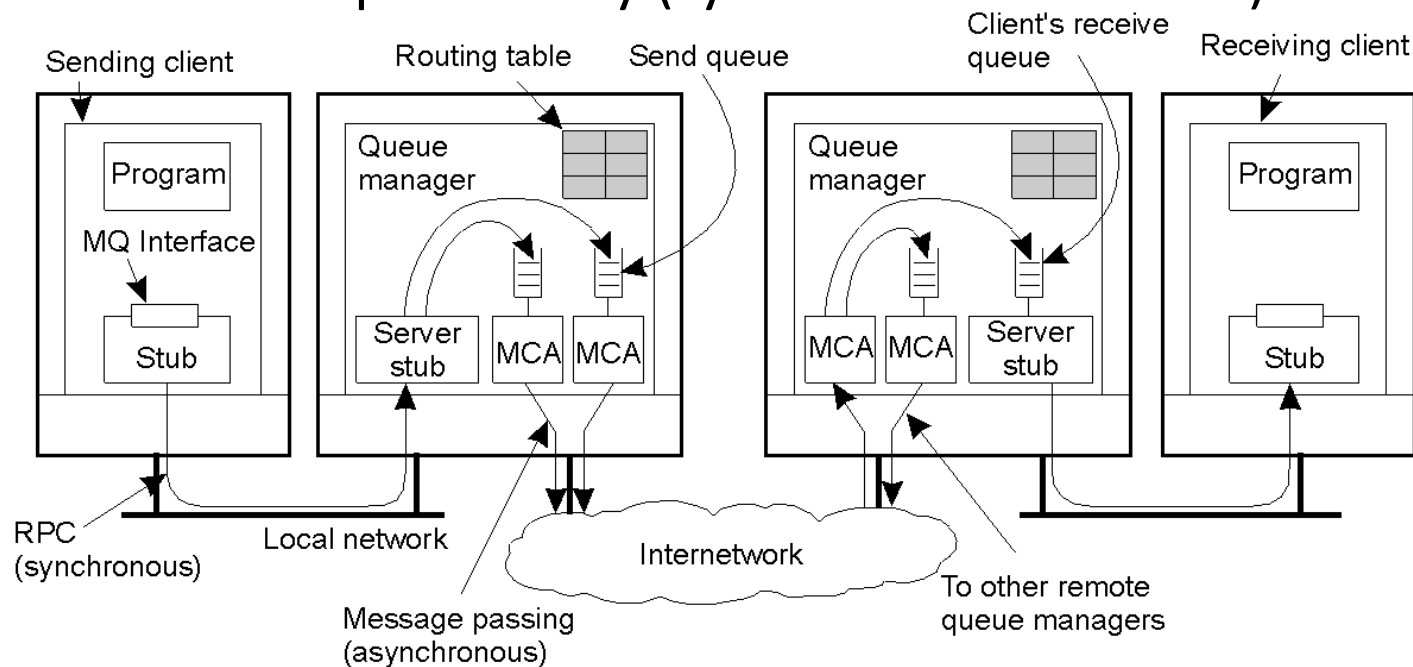 Sending client
Routing table
Send queue
Client's receive
queue
Receiving client
Program
MQ Interface
Stub
Queue
manager
Server
stub
MCA
MCA
Queue
manager
MCA
MCA
Server
stub
Program
Stub
RPC
(synchronous)
Local network
Internetwork
Message passing
(asynchronous)
To other remote
queue managers